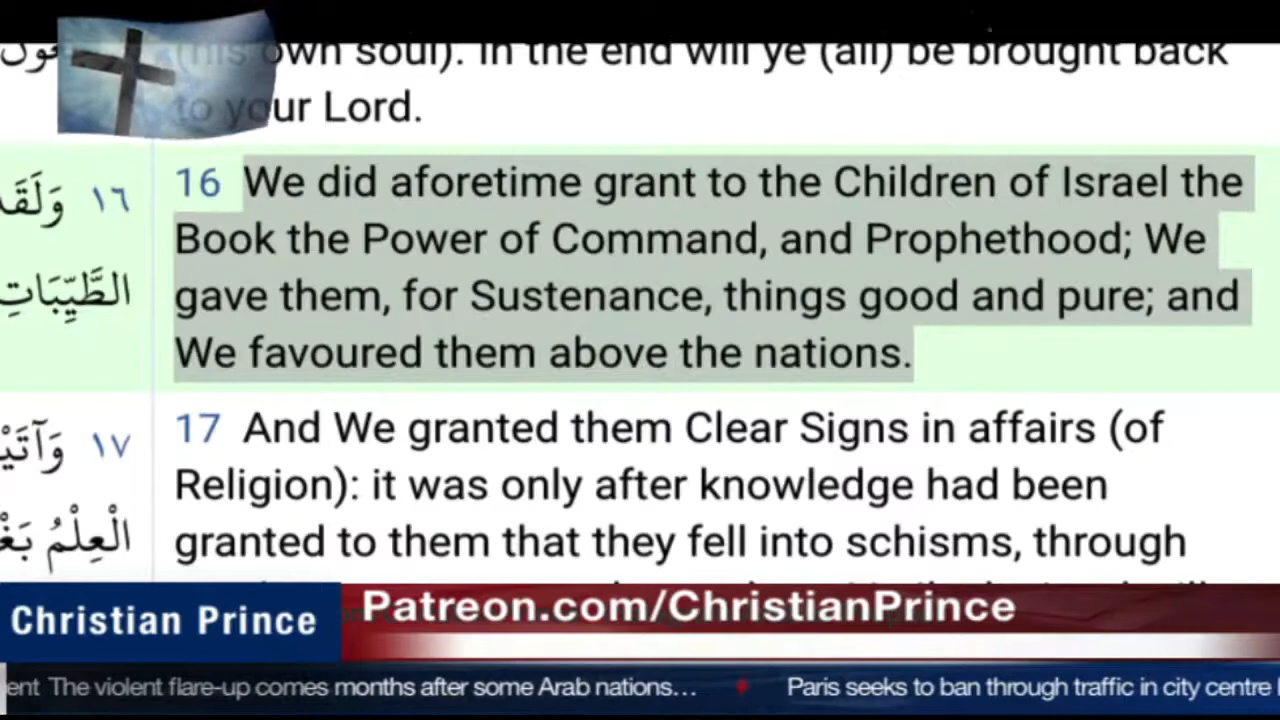 (his own soul). In the end will ye (all) be brought back
to your Lord.
١٦ وَلَقَدْ
الطَّيِّبَاتِ
16 We did aforetime grant to the Children of Israel the
Book the Power of Command, and Prophethood; We
gave them, for Sustenance, things good and pure; and
We favoured them above the nations.
١٧ وَآتَيْ
الْعِلْمُ بَغْ
17 And We granted them Clear Signs in affairs (of
Religion): it was only after knowledge had been
granted to them that they fell into schisms, through
Christian Prince
Patreon.com/ChristianPrince
ent The violent flare-up comes months after some Arab nations... Paris seeks to ban through traffic in city centre